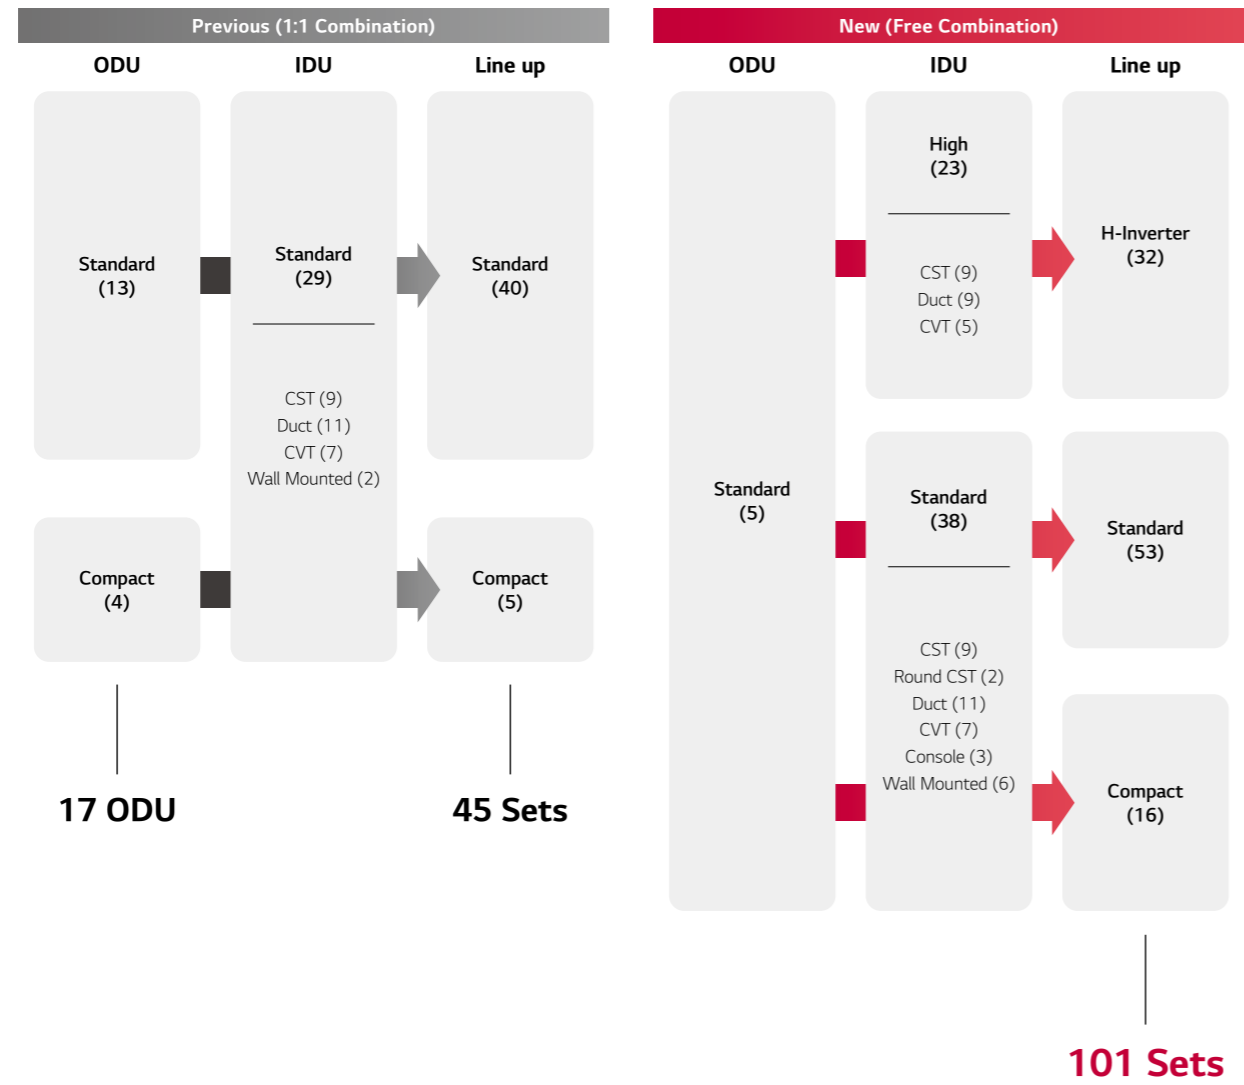 Previous (1:1 Combination)
ODU
IDU
Line up
Standard
(13)
Standard
(29)
CST (9)
Duct (11)
CVT (7)
Wall Mounted (2)
Standard
(40)
Compact
(4)
Compact
(5)
17 ODU
45 Sets
New (Free Combination)
ODU
IDU
Line up
Standard
(5)
High
(23)
CST (9)
Duct (9)
CVT (5)
H-Inverter
(32)
Standard
(38)
CST (9)
Round CST (2)
Duct (11)
CVT (7)
Console (3)
Wall Mounted (6)
Standard
(53)
Compact
(16)
101 Sets